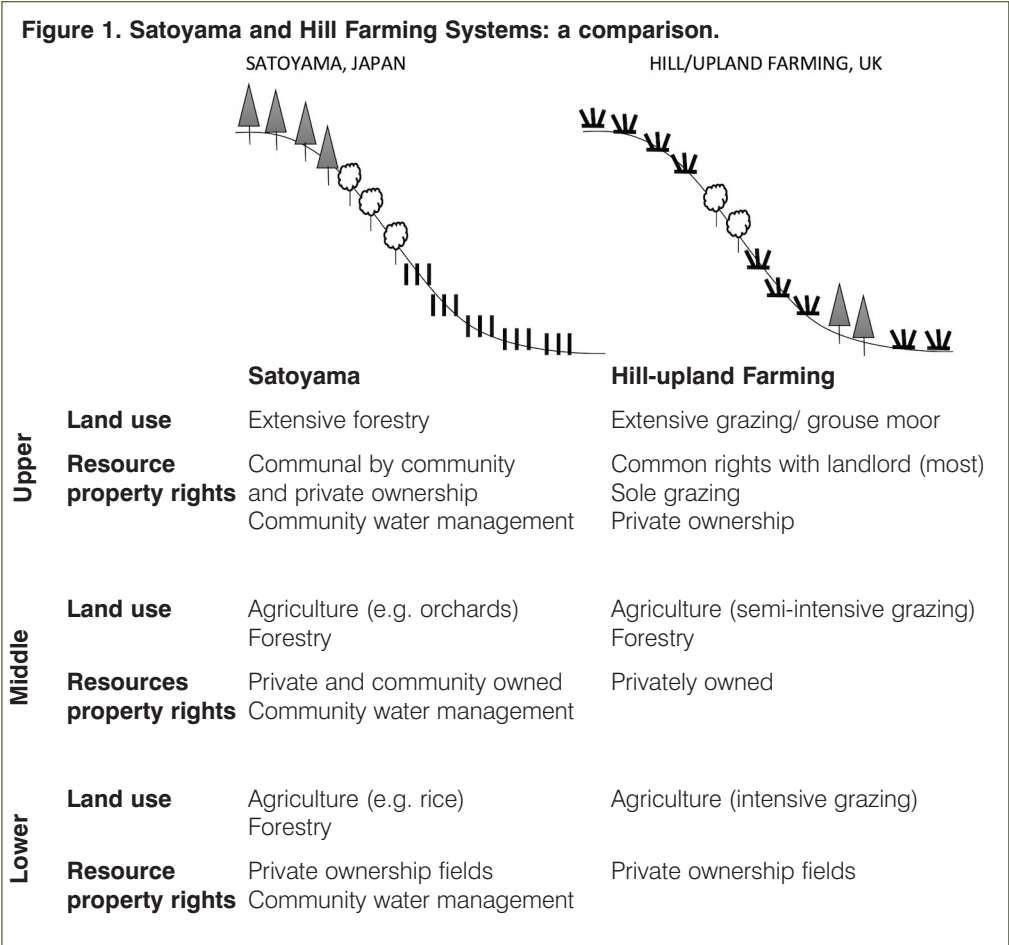 Figure 1. Satoyama and Hill Farming Systems: a comparison.
SATOYAMA, JAPAN
HILL/UPLAND FARMING, UK
Satoyama
Hill-upland Farming
Upper
Land use
Extensive forestry
Extensive grazing/ grouse moor
Resource
property rights
Communal by community
and private ownership
Community water management
Common rights with landlord (most)
Sole grazing
Private ownership
Middle
Land use
Agriculture (e.g. orchards)
Forestry
Agriculture (semi-intensive grazing)
Forestry
Resources
property rights
Private and community owned
Community water management
Privately owned
Lower
Land use
Agriculture (e.g. rice)
Forestry
Agriculture (intensive grazing)
Resource
property rights
Private ownership fields
Community water management
Private ownership fields